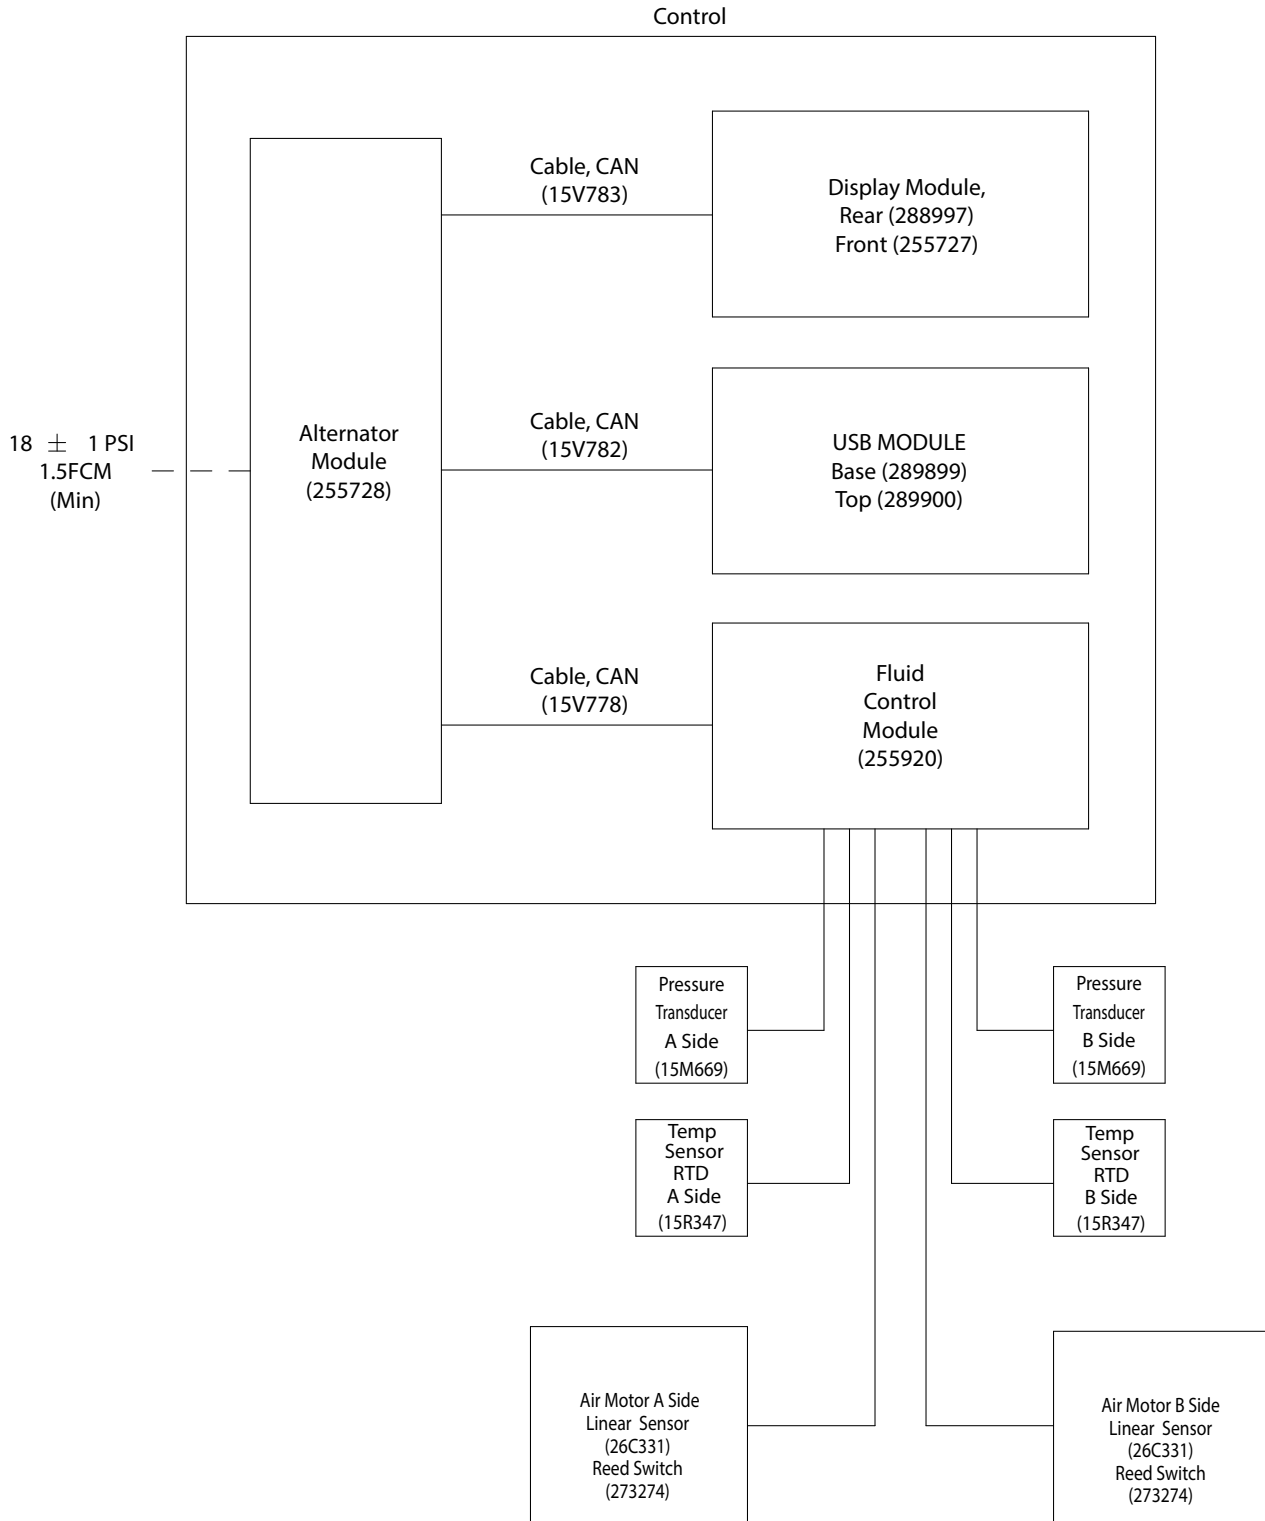 Control
Cable, CAN
(15V783)
Display Module,
Rear (288997)
Front (255727)
18 ± 1 PSI
1.5FCM
(Min)
Alternator
Module
(255728)
Cable, CAN
(15V782)
USB MODULE
Base (289899)
Top (289900)
Cable, CAN
(15V778)
Fluid
Control
Module
(255920)
Pressure
Transducer
A Side
(15M669)
Pressure
Transducer
B Side
(15M669)
Temp
Sensor
RTD
A Side
(15R347)
Temp
Sensor
RTD
B Side
(15R347)
Air Motor A Side
Linear Sensor
(26C331)
Reed Switch
(273274)
Air Motor B Side
Linear Sensor
(26C331)
Reed Switch
(273274)